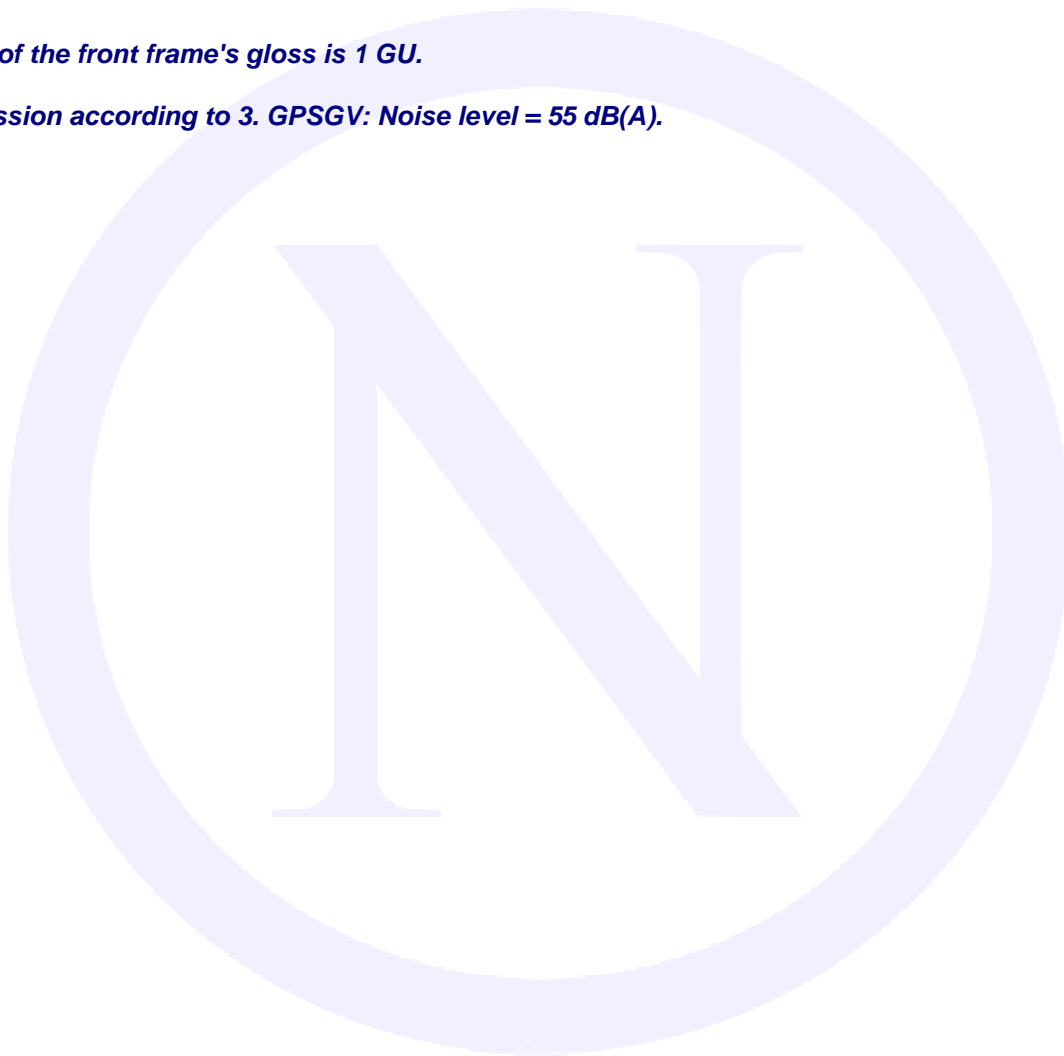 of the front frame's gloss is 1 GU.
ssion according to 3. GPSGV: Noise level = 55 dB(A).
N